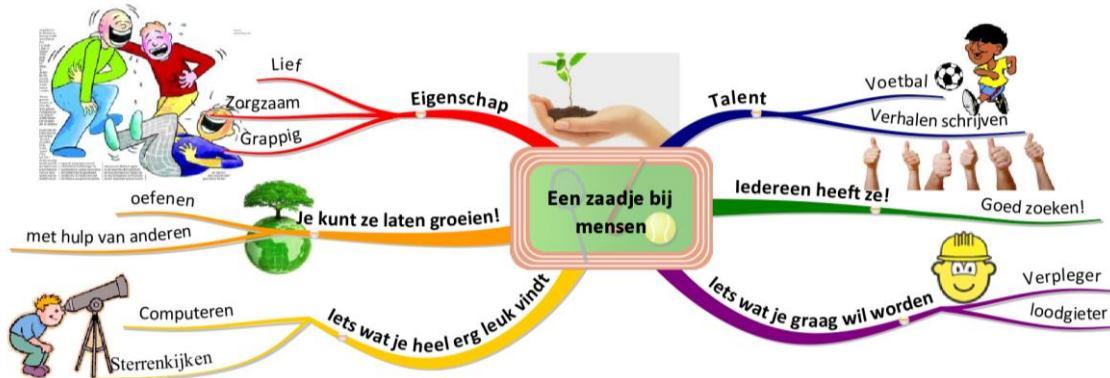 Een zaadje bij
mensen
Eigenschap
Lief
Zorgzaam
Grappig
Talent
Voetbal
Verhalen schrijven
Iedereen heeft ze!
Goed zoeken!
Iets wat je graag wil worden
Verpleger
loodgieter
Iets wat je heel erg leuk vindt
Computeren
Sterrenkijken
Je kunt ze laten groeien!
oefenen
met hulp van anderen